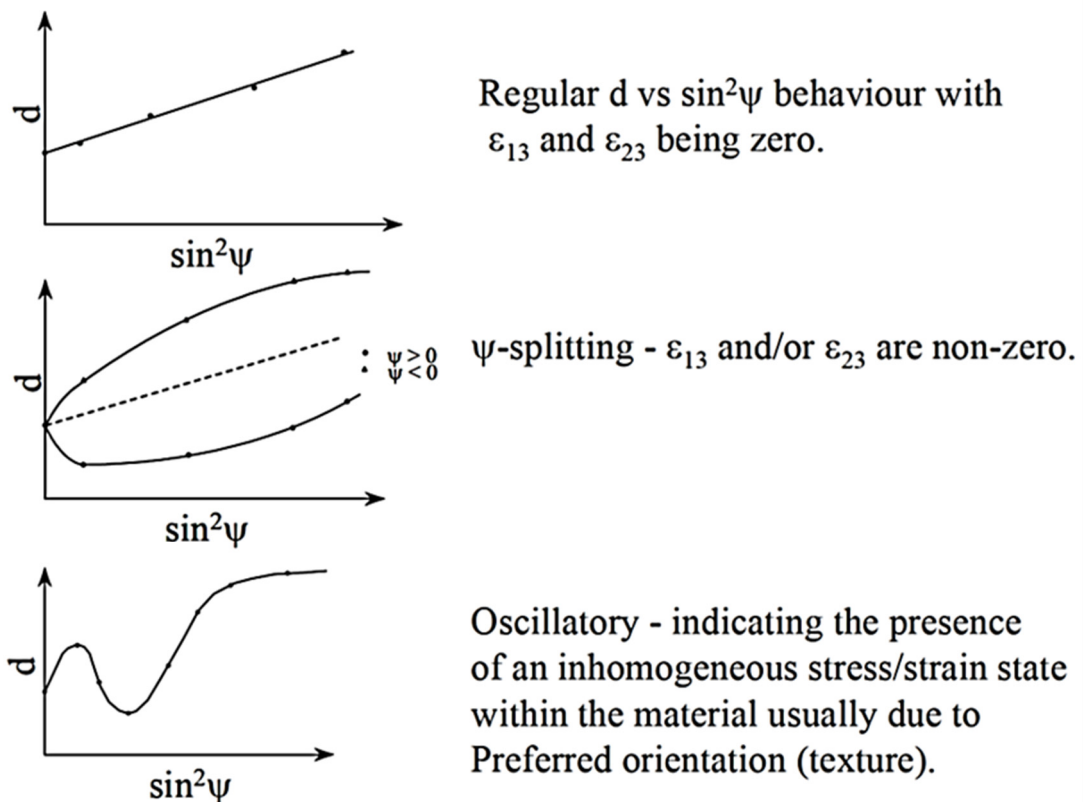 d
Regular d vs sin²ψ behaviour with
ε₁₃ and ε₂₃ being zero.
sin²ψ
d
ψ>0
ψ<0
ψ-splitting - ε₁₃ and/or ε₂₃ are non-zero.
sin²ψ
d
Oscillatory - indicating the presence
of an inhomogeneous stress/strain state
within the material usually due to
Preferred orientation (texture).
sin²ψ